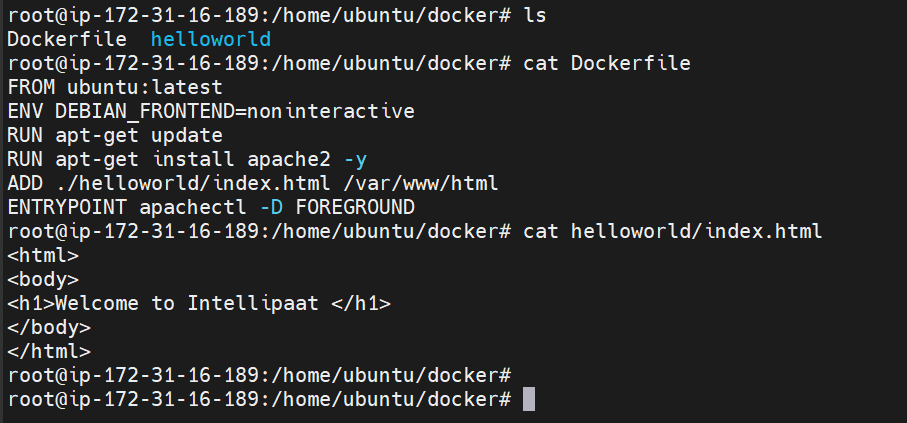 root@ip-172-31-16-189:/home/ubuntu/docker# ls
Dockerfile  helloworld
root@ip-172-31-16-189:/home/ubuntu/docker# cat Dockerfile
FROM ubuntu:latest
ENV DEBIAN_FRONTEND=noninteractive
RUN apt-get update
RUN apt-get install apache2 -y
ADD ./helloworld/index.html /var/www/html
ENTRYPOINT apachectl -D FOREGROUND
root@ip-172-31-16-189:/home/ubuntu/docker# cat helloworld/index.html
<html>
<body>
<h1>Welcome to Intellipaat </h1>
</body>
</html>
root@ip-172-31-16-189:/home/ubuntu/docker#
root@ip-172-31-16-189:/home/ubuntu/docker#